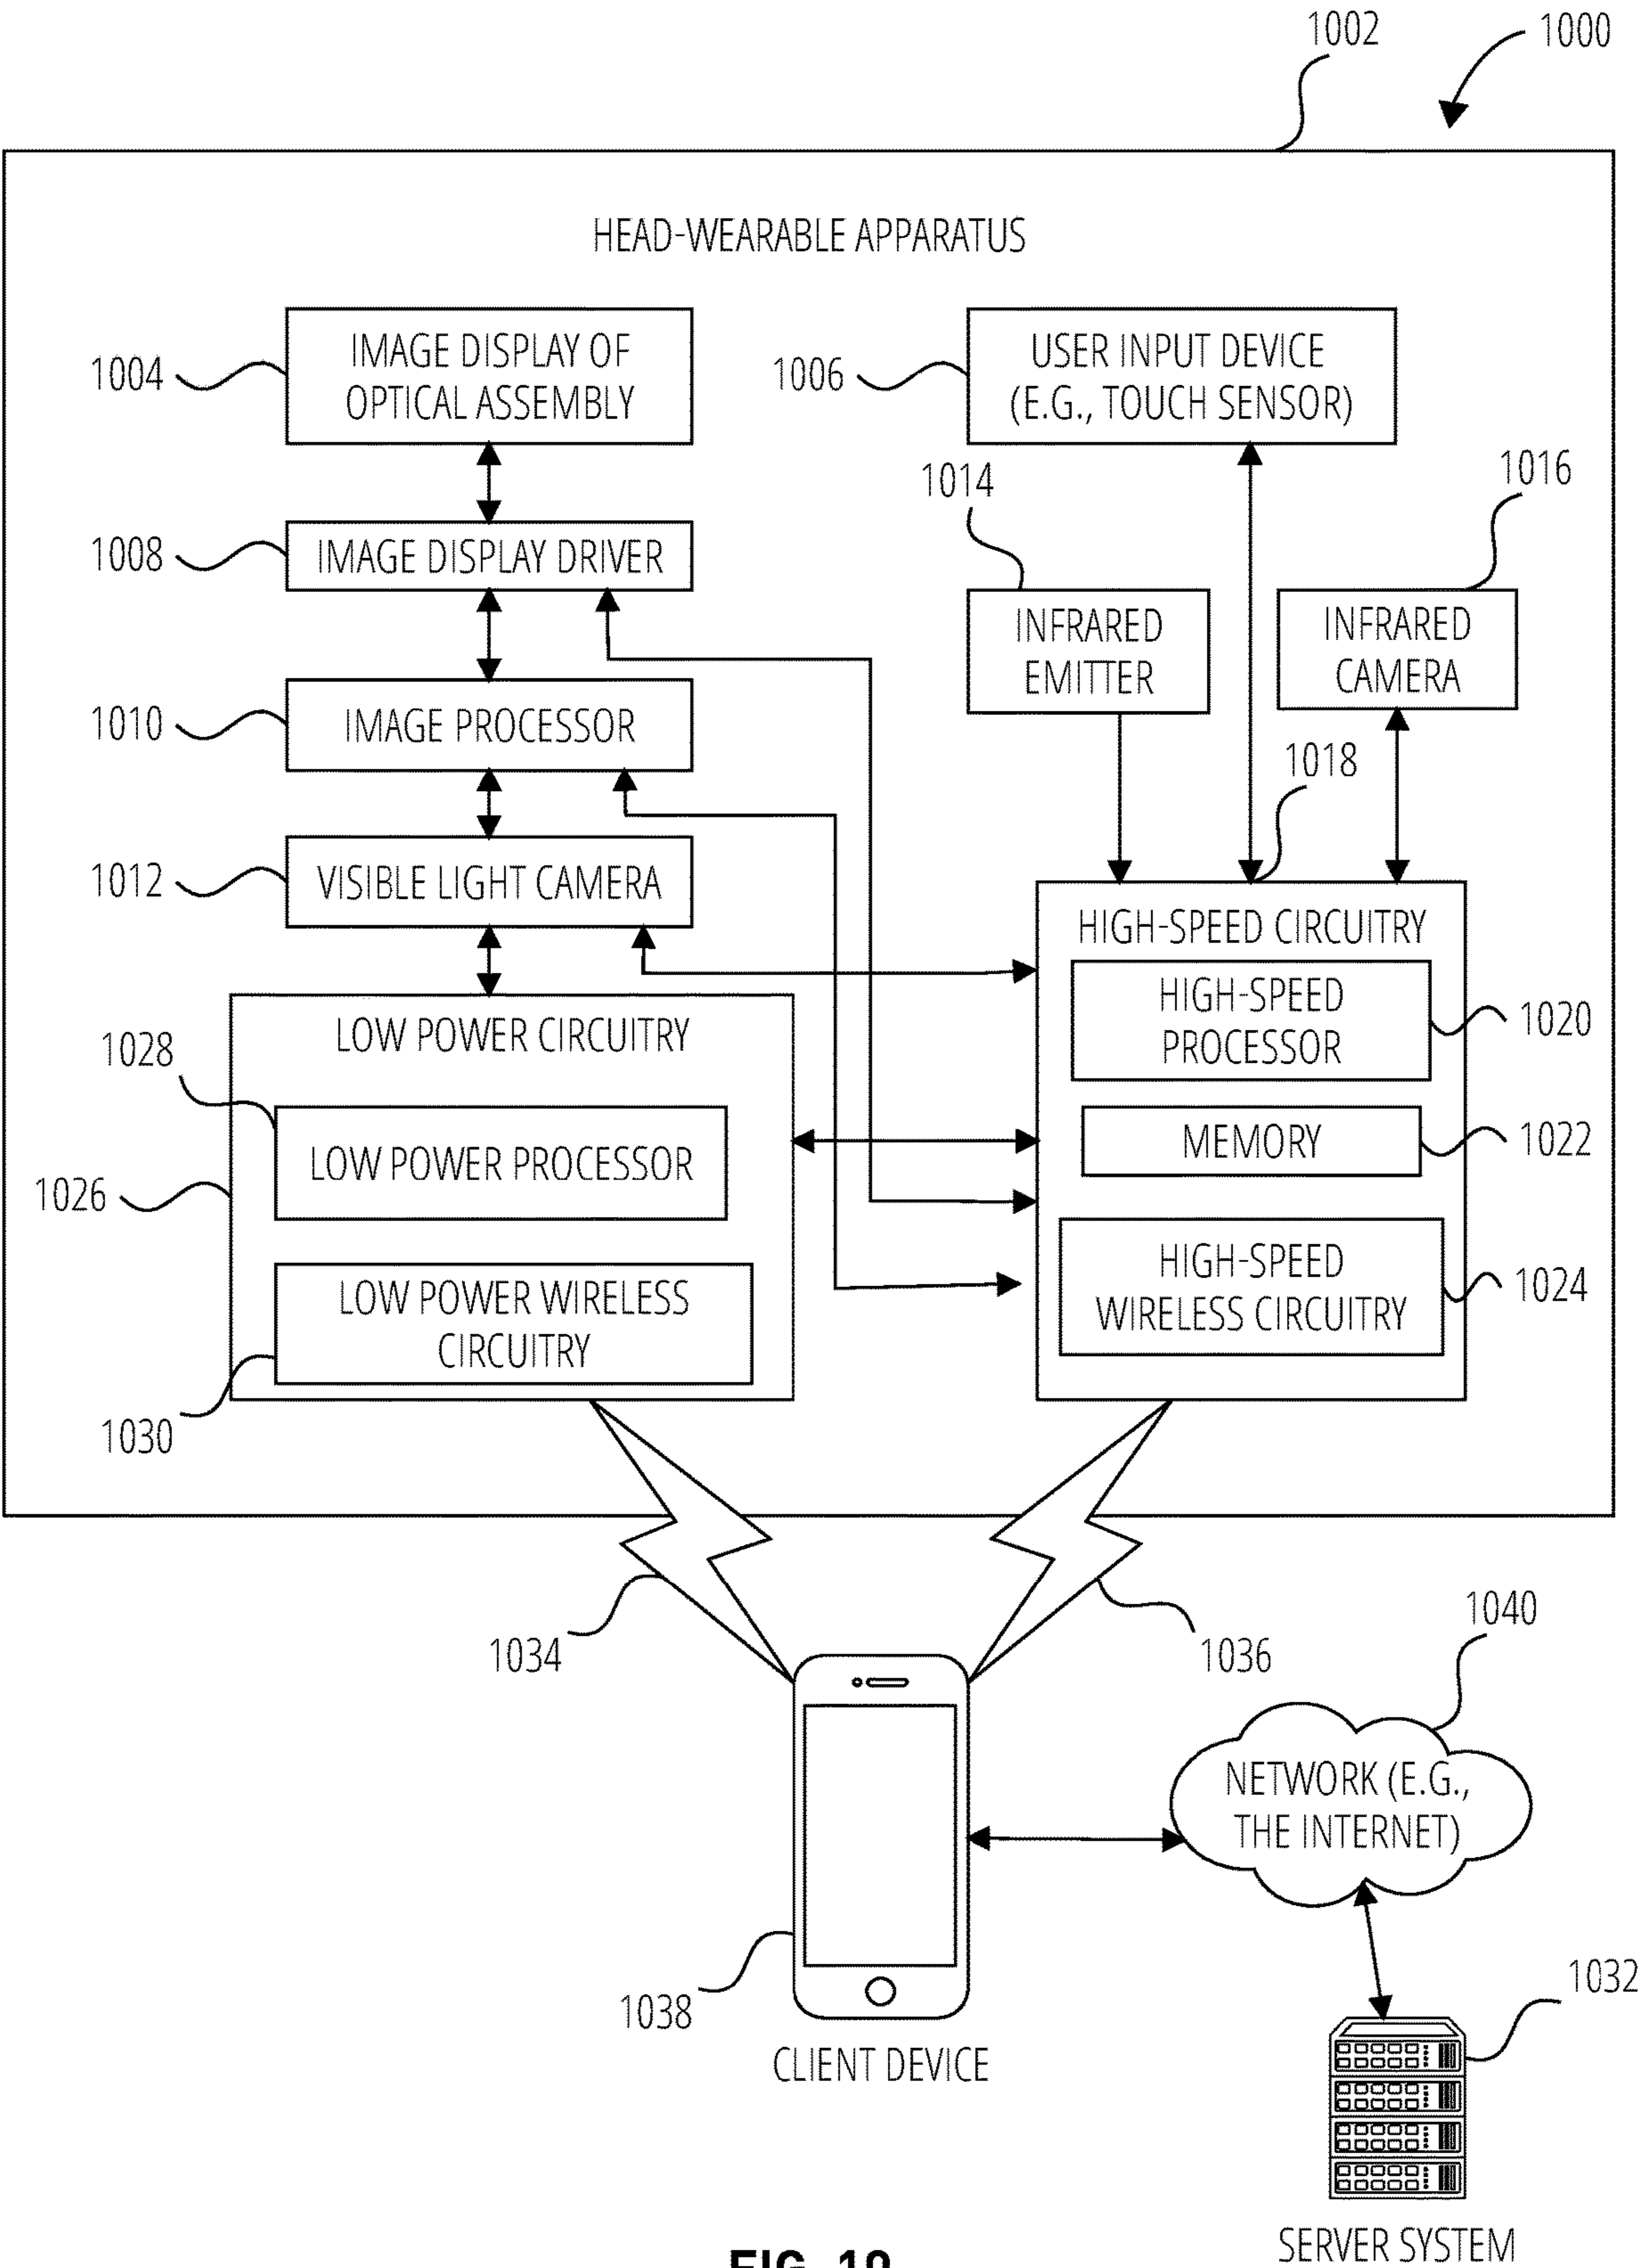 1002
1000
HEAD-WEARABLE APPARATUS
1004
IMAGE DISPLAY OF
OPTICAL ASSEMBLY
1006
USER INPUT DEVICE
(E.G., TOUCH SENSOR)
1014
1016
1008
IMAGE DISPLAY DRIVER
INFRARED
EMITTER
INFRARED
CAMERA
1010
IMAGE PROCESSOR
1018
1012
VISIBLE LIGHT CAMERA
HIGH-SPEED CIRCUITRY
HIGH-SPEED
PROCESSOR
1020
LOW POWER CIRCUITRY
1028
LOW POWER PROCESSOR
MEMORY
1022
1026
HIGH-SPEED
WIRELESS CIRCUITRY
1024
LOW POWER WIRELESS
CIRCUITRY
1030
1034
1036
1040
NETWORK (E.G.,
THE INTERNET)
1038
CLIENT DEVICE
1032
SERVER SYSTEM